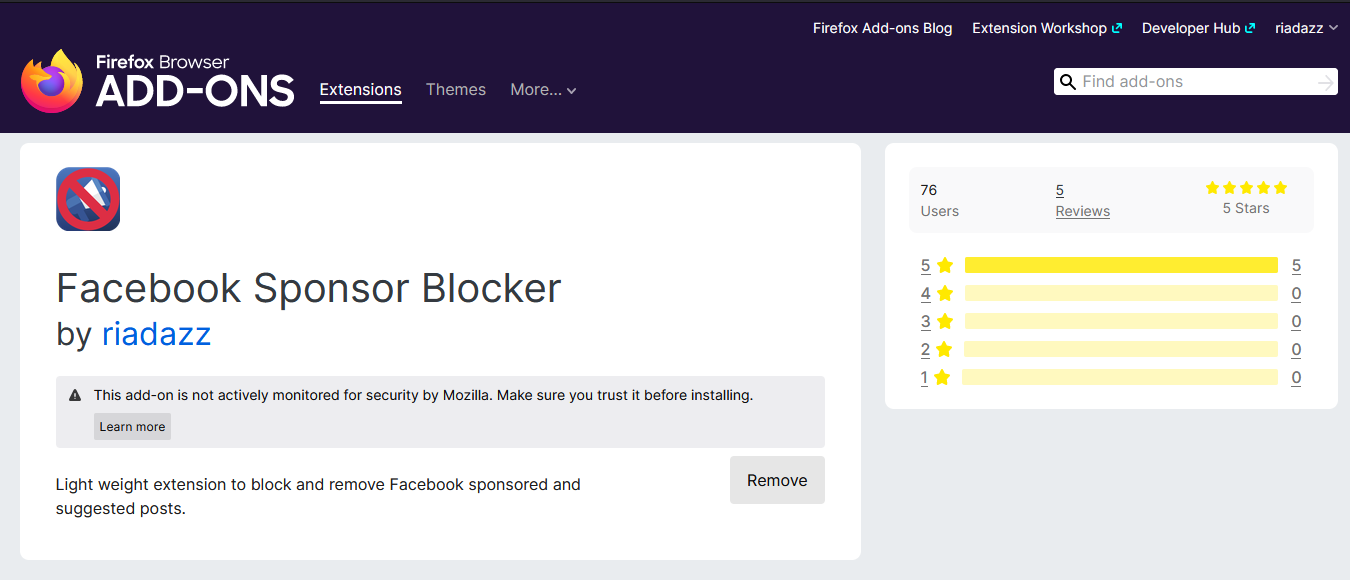 Firefox Add-ons Blog Extension Workshop Developer Hub riadazz
Firefox Browser
ADD-ONS
Extensions Themes More...
Find add-ons
Facebook Sponsor Blocker
by riadazz
This add-on is not actively monitored for security by Mozilla. Make sure you trust it before installing.
Learn more
Light weight extension to block and remove Facebook sponsored and
suggested posts.
Remove
76 5
Users Reviews 5 Stars
5 5
4 0
3 0
2 0
1 0